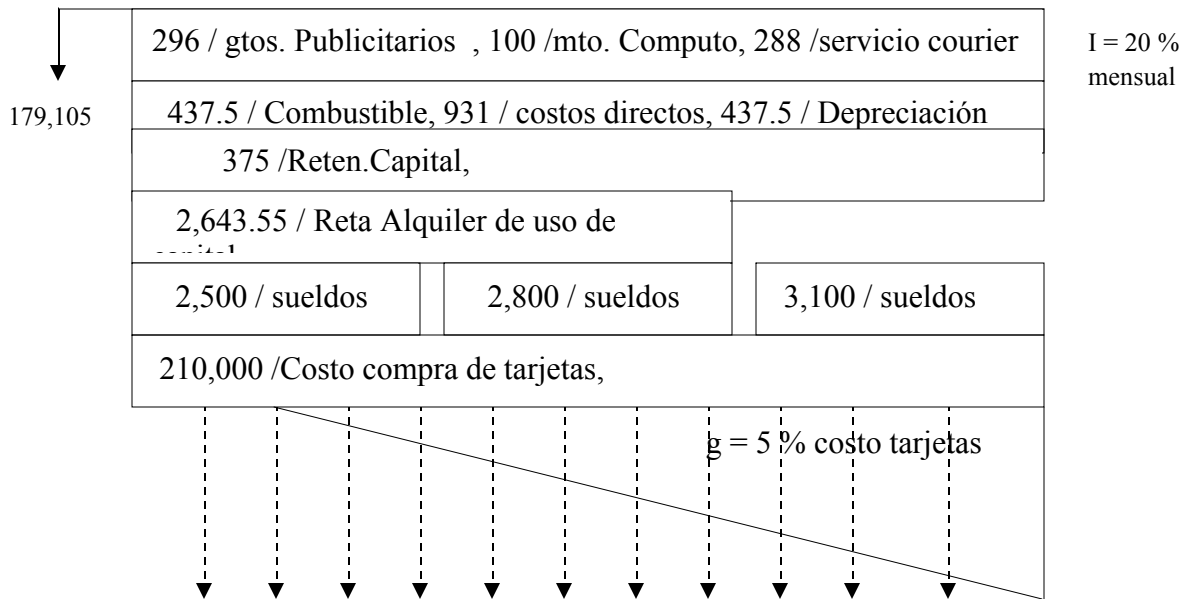 296 / gtos. Publicitarios , 100 /mto. Computo, 288 /servicio courier
I = 20 %
mensual
179,105
437.5 / Combustible, 931 / costos directos, 437.5 / Depreciación
375 /Reten.Capital,
2,643.55 / Reta Alquiler de uso de
2,500 / sueldos
2,800 / sueldos
3,100 / sueldos
210,000 /Costo compra de tarjetas,
g = 5 % costo tarjetas